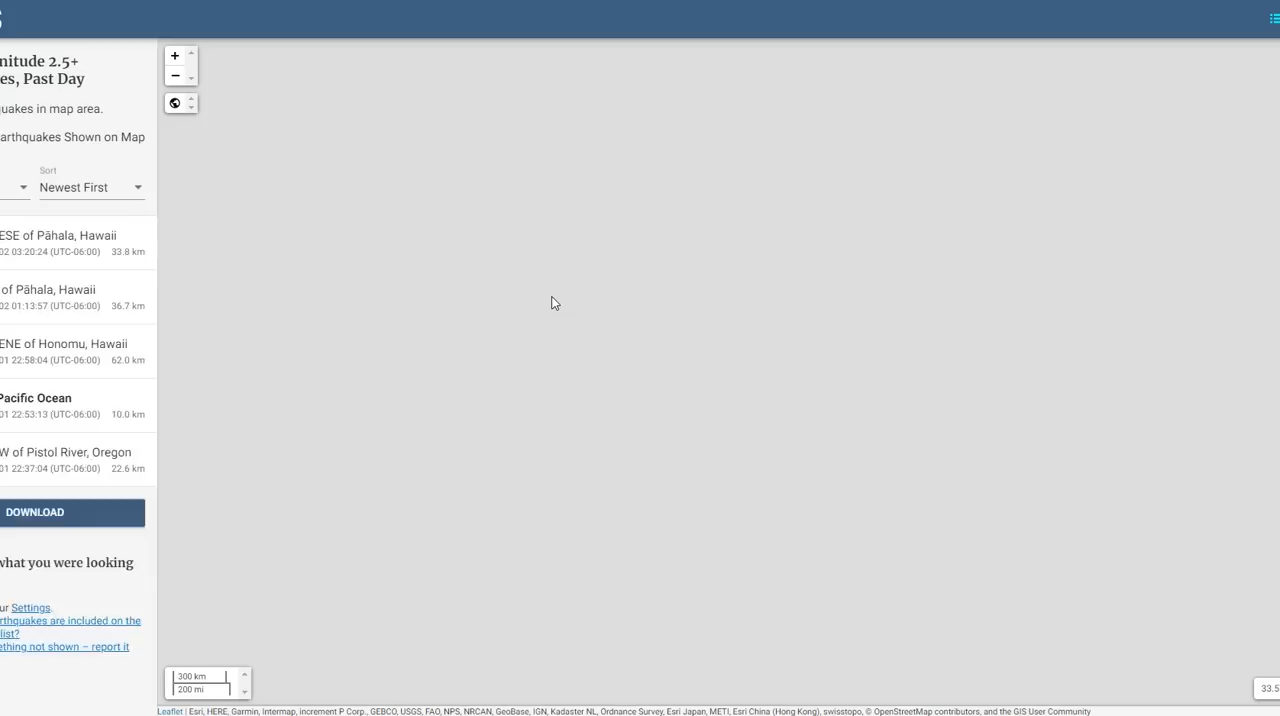 nitude 2.5+
es, Past Day
uakes in map area.
arthquakes Shown on Map
Sort
Newest First
ESE of Pāhala, Hawaii
02 03:20:24 (UTC-06:00) 33.8 km
of Pāhala, Hawaii
02 01:13:57 (UTC-06:00) 36.7 km
ENE of Honomu, Hawaii
01 22:58:04 (UTC-06:00) 62.0 km
Pacific Ocean
01 22:53:13 (UTC-06:00) 10.0 km
W of Pistol River, Oregon
01 22:37:04 (UTC-06:00) 22.6 km
DOWNLOAD
what you were looking
ur Settings.
rthquakes are included on the
list?
ething not shown – report it
+
−
300 km
200 mi
33.5
Leaflet | Esri, HERE, Garmin, Intermap, increment P Corp., GEBCO, USGS, FAO, NPS, NRCAN, GeoBase, IGN, Kadaster NL, Ordnance Survey, Esri Japan, METI, Esri China (Hong Kong), swisstopo, © OpenStreetMap contributors, and the GIS User Community